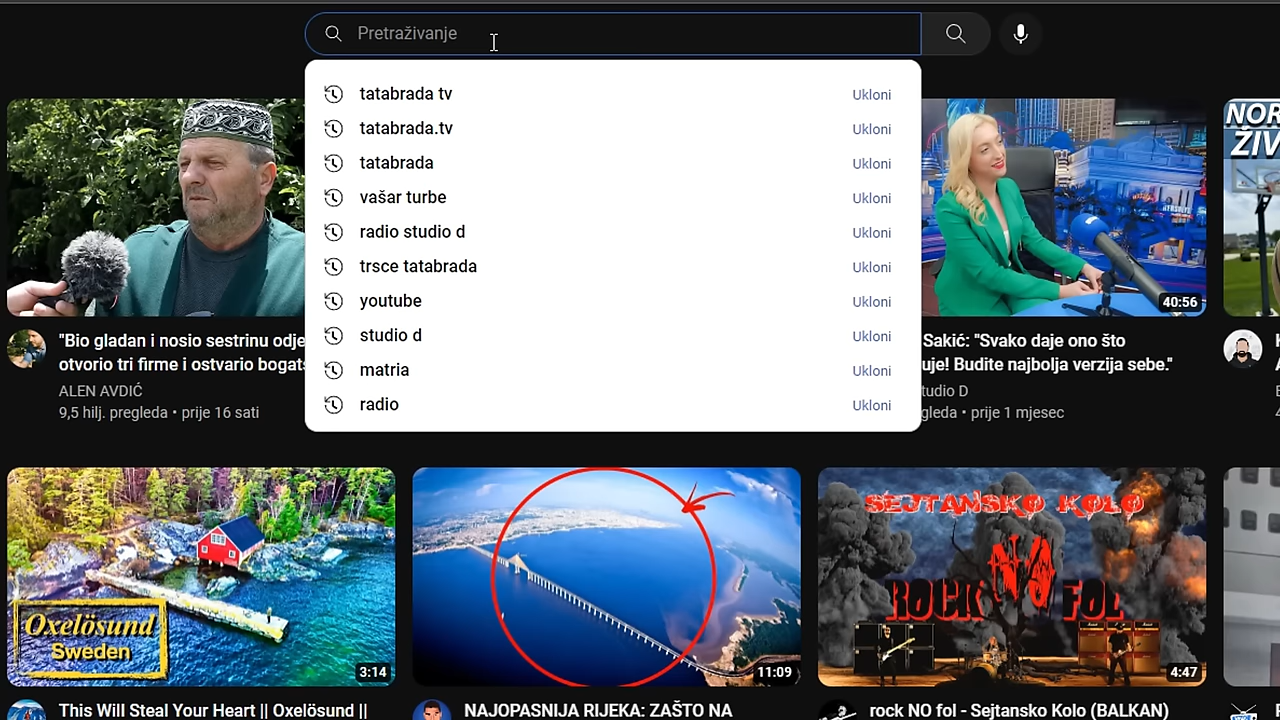 Pretraživanje
tatabrada tv
Ukloni
tatabrada.tv
Ukloni
tatabrada
Ukloni
vašar turbe
Ukloni
radio studio d
Ukloni
trsce tatabrada
Ukloni
youtube
Ukloni
studio d
Ukloni
matria
Ukloni
radio
Ukloni
"Bio gladan i nosio sestrinu odje
otvorio tri firme i ostvario bogats
ALEN AVDIĆ
9,5 hilj. pregleda • prije 16 sati
40:56
Sakić: "Svako daje ono što
uje! Budite najbolja verzija sebe."
tudio D
gleda • prije 1 mjesec
NOR
ŽIV
Oxelösund
Sweden
3:14
This Will Steal Your Heart || Oxelösund ||
11:09
NAJOPASNIJA RIJEKA: ZAŠTO NA
SEJTANSKO KOLO
ROCK NO FOL
4:47
rock NO fol - Sejtansko Kolo (BALKAN)